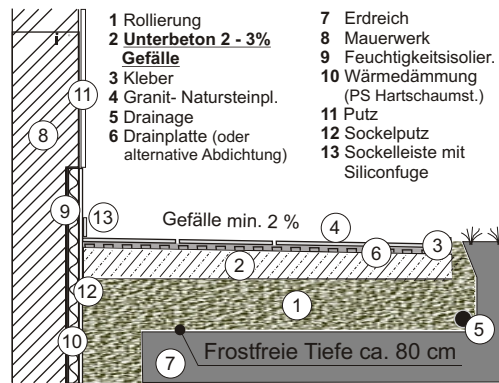 1 Rollierung
2 Unterbeton 2 - 3%
Gefälle
3 Kleber
4 Granit- Natursteinpl.
5 Drainage
6 Drainplatte (oder
alternative Abdichtung)
7 Erdreich
8 Mauerwerk
9 Feuchtigkeitsisolier.
10 Wärmedämmung
(PS Hartschaumst.)
11 Putz
12 Sockelputz
13 Sockelleiste mit
Siliconfuge
i
11
8
9
13
Gefälle min. 2 %
4
3
6
2
12
1
5
10
7
Frostfreie Tiefe ca. 80 cm